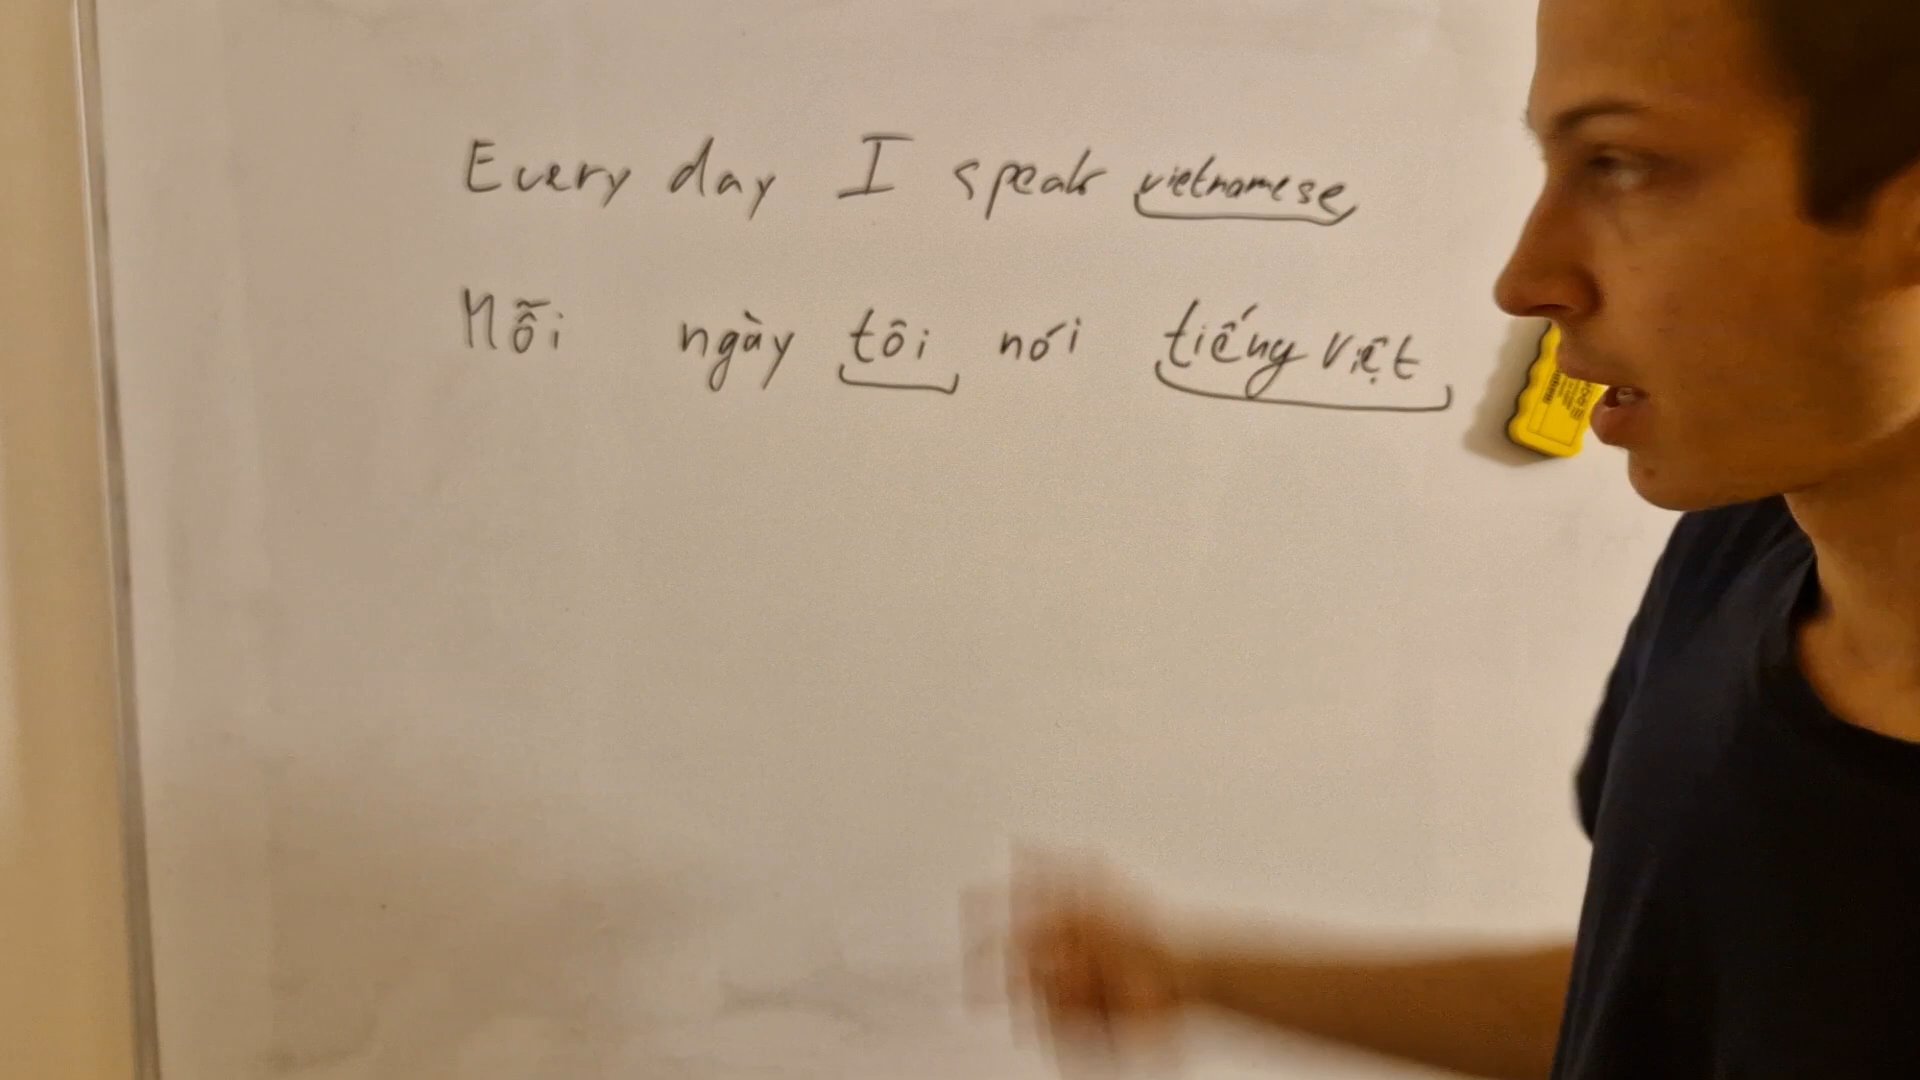 Every day I speak vietnamese
Mỗi ngày tôi nói tiếng việt